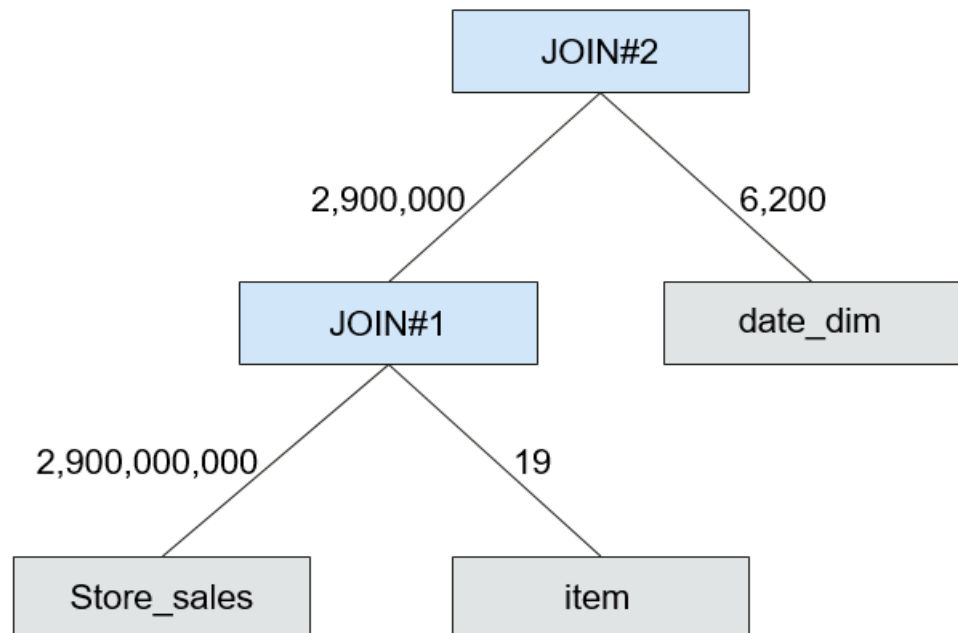 JOIN#2
2,900,000
6,200
JOIN#1
date_dim
2,900,000,000
19
Store_sales
item